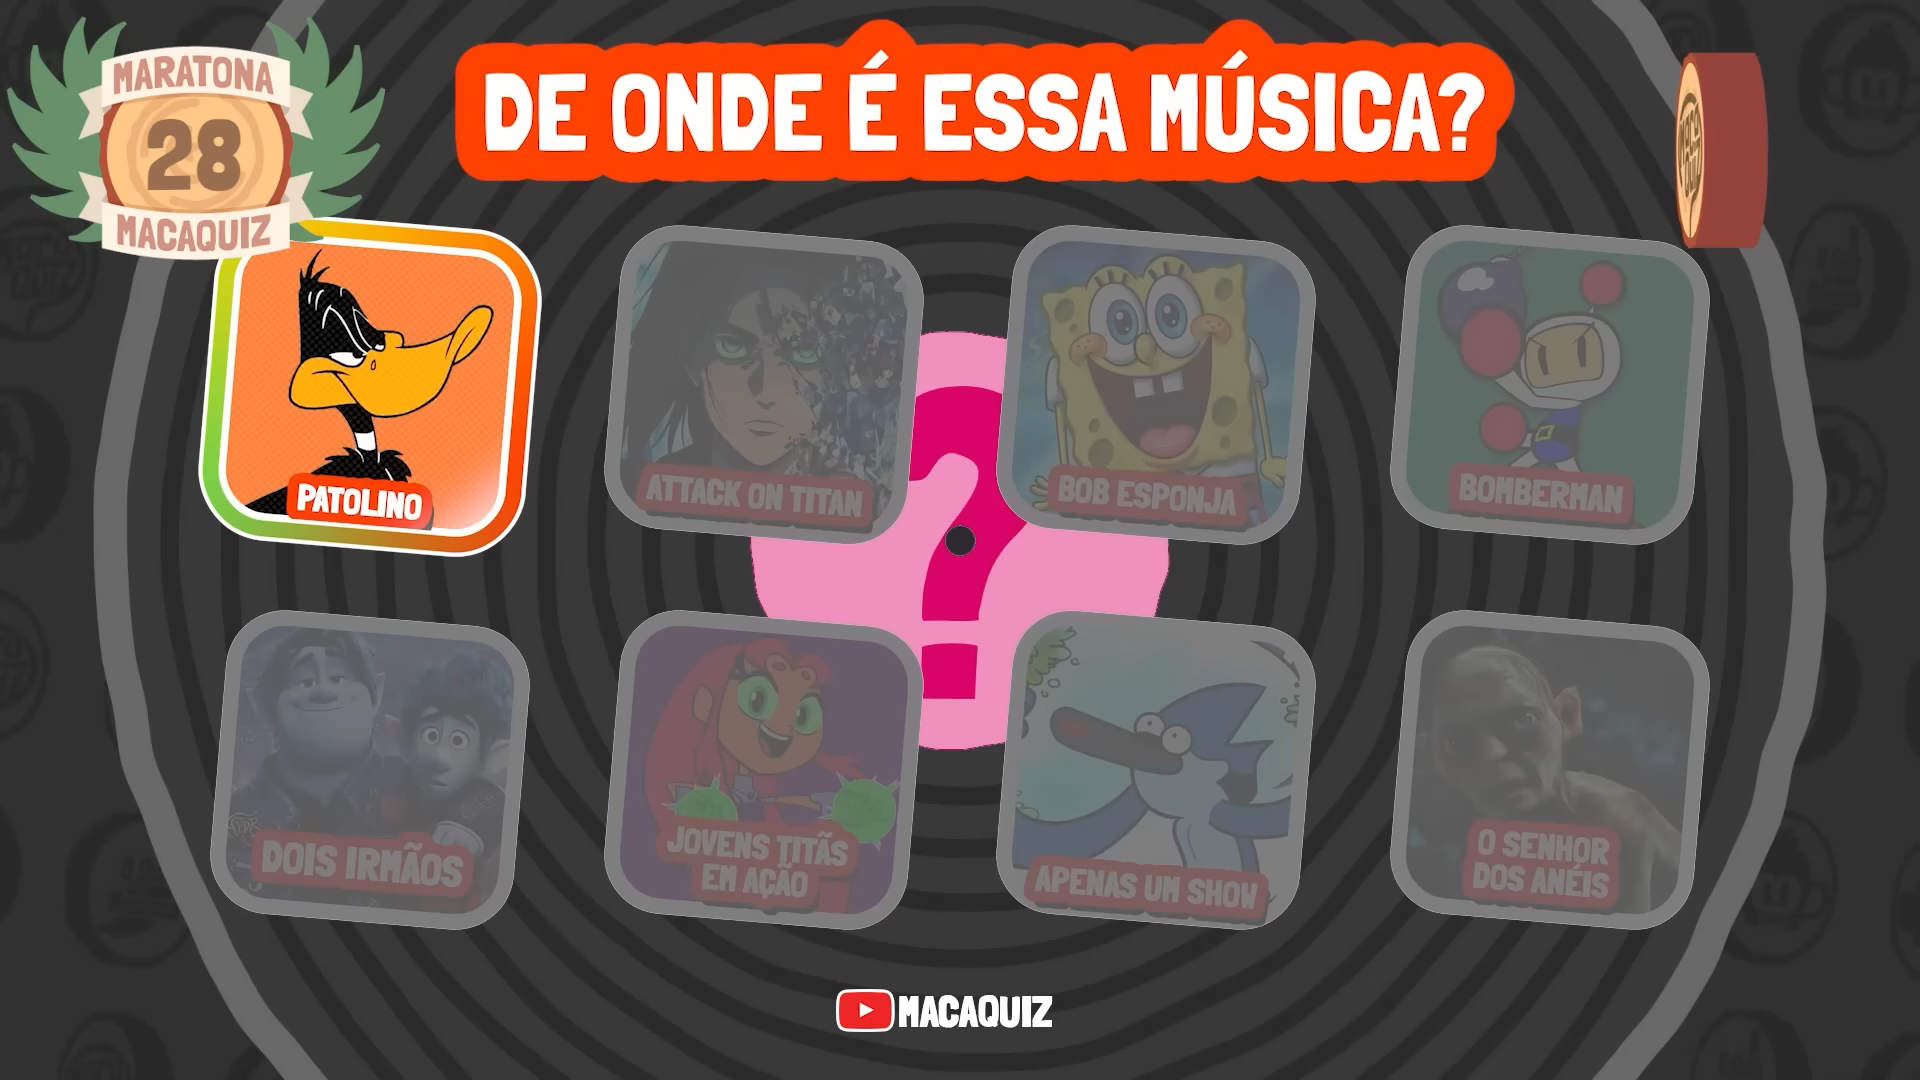 MARATONA
28
MACAQUIZ
DE ONDE É ESSA MÚSICA?
PATOLINO
ATTACK ON TITAN
BOB ESPONJA
BOMBERMAN
DOIS IRMÃOS
JOVENS TITÃS
EM AÇÃO
APENAS UM SHOW
O SENHOR
DOS ANÉIS
MACAQUIZ